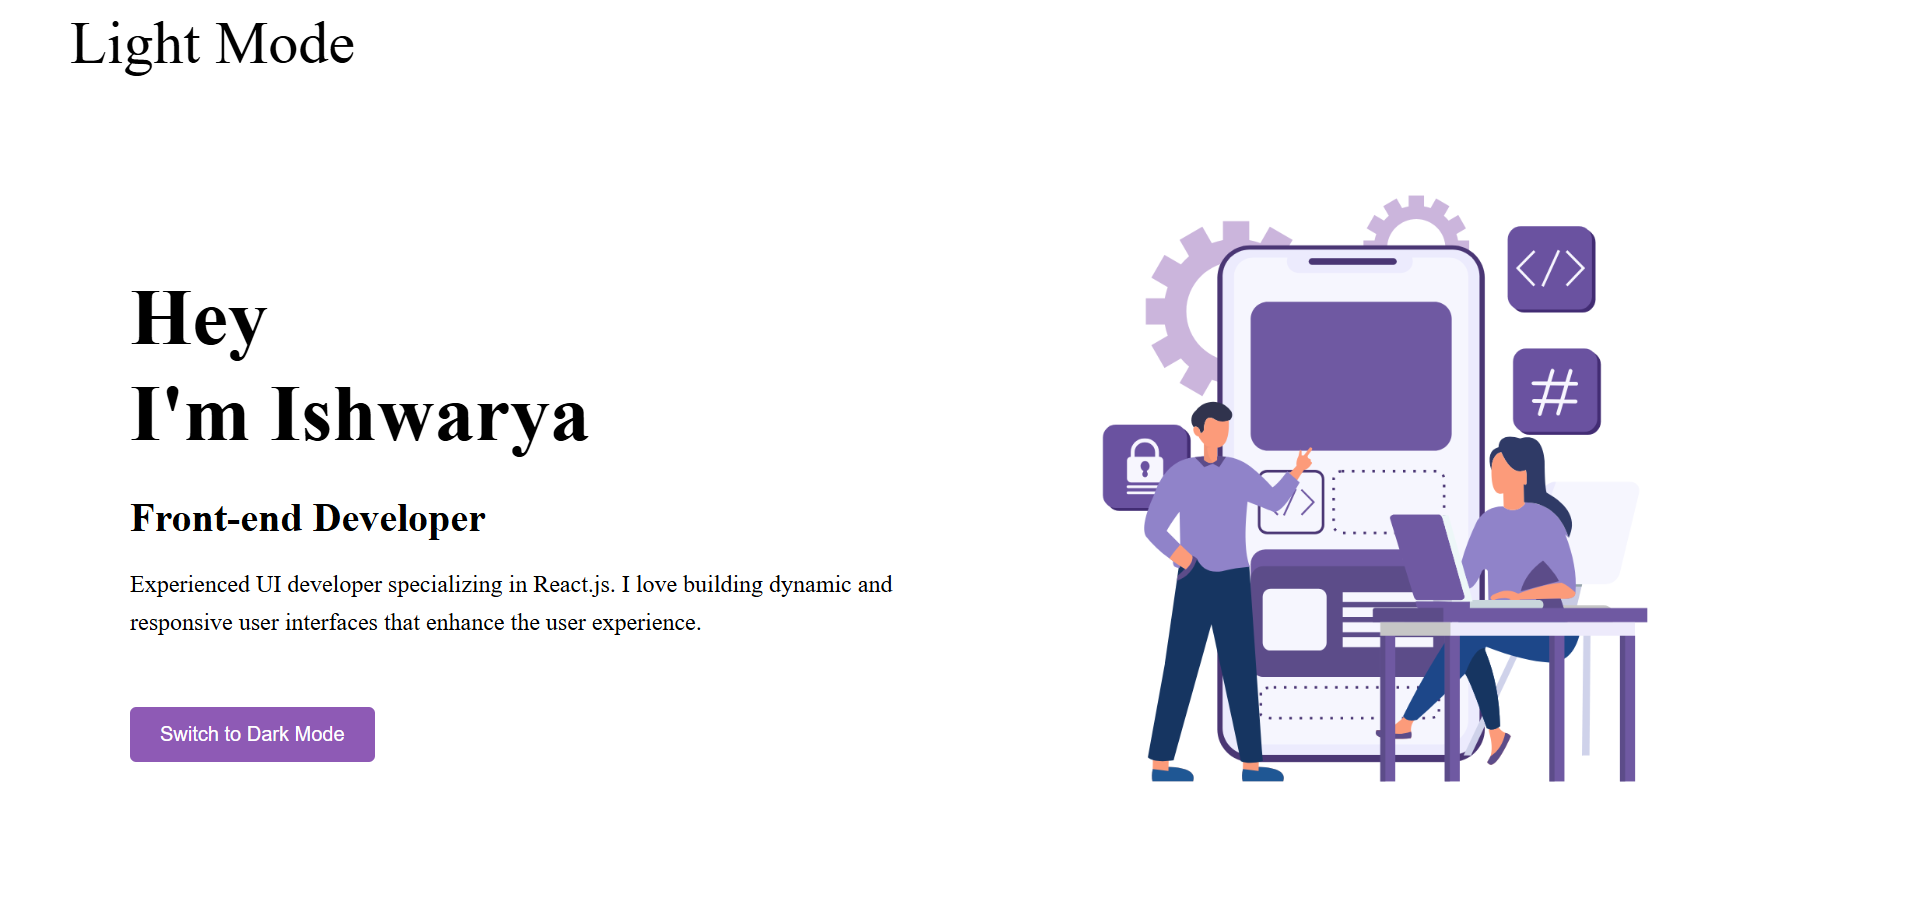 Light Mode
Hey
I'm Ishwarya
Front-end Developer
Experienced UI developer specializing in React.js. I love building dynamic and
responsive user interfaces that enhance the user experience.
Switch to Dark Mode
</>
#
</>